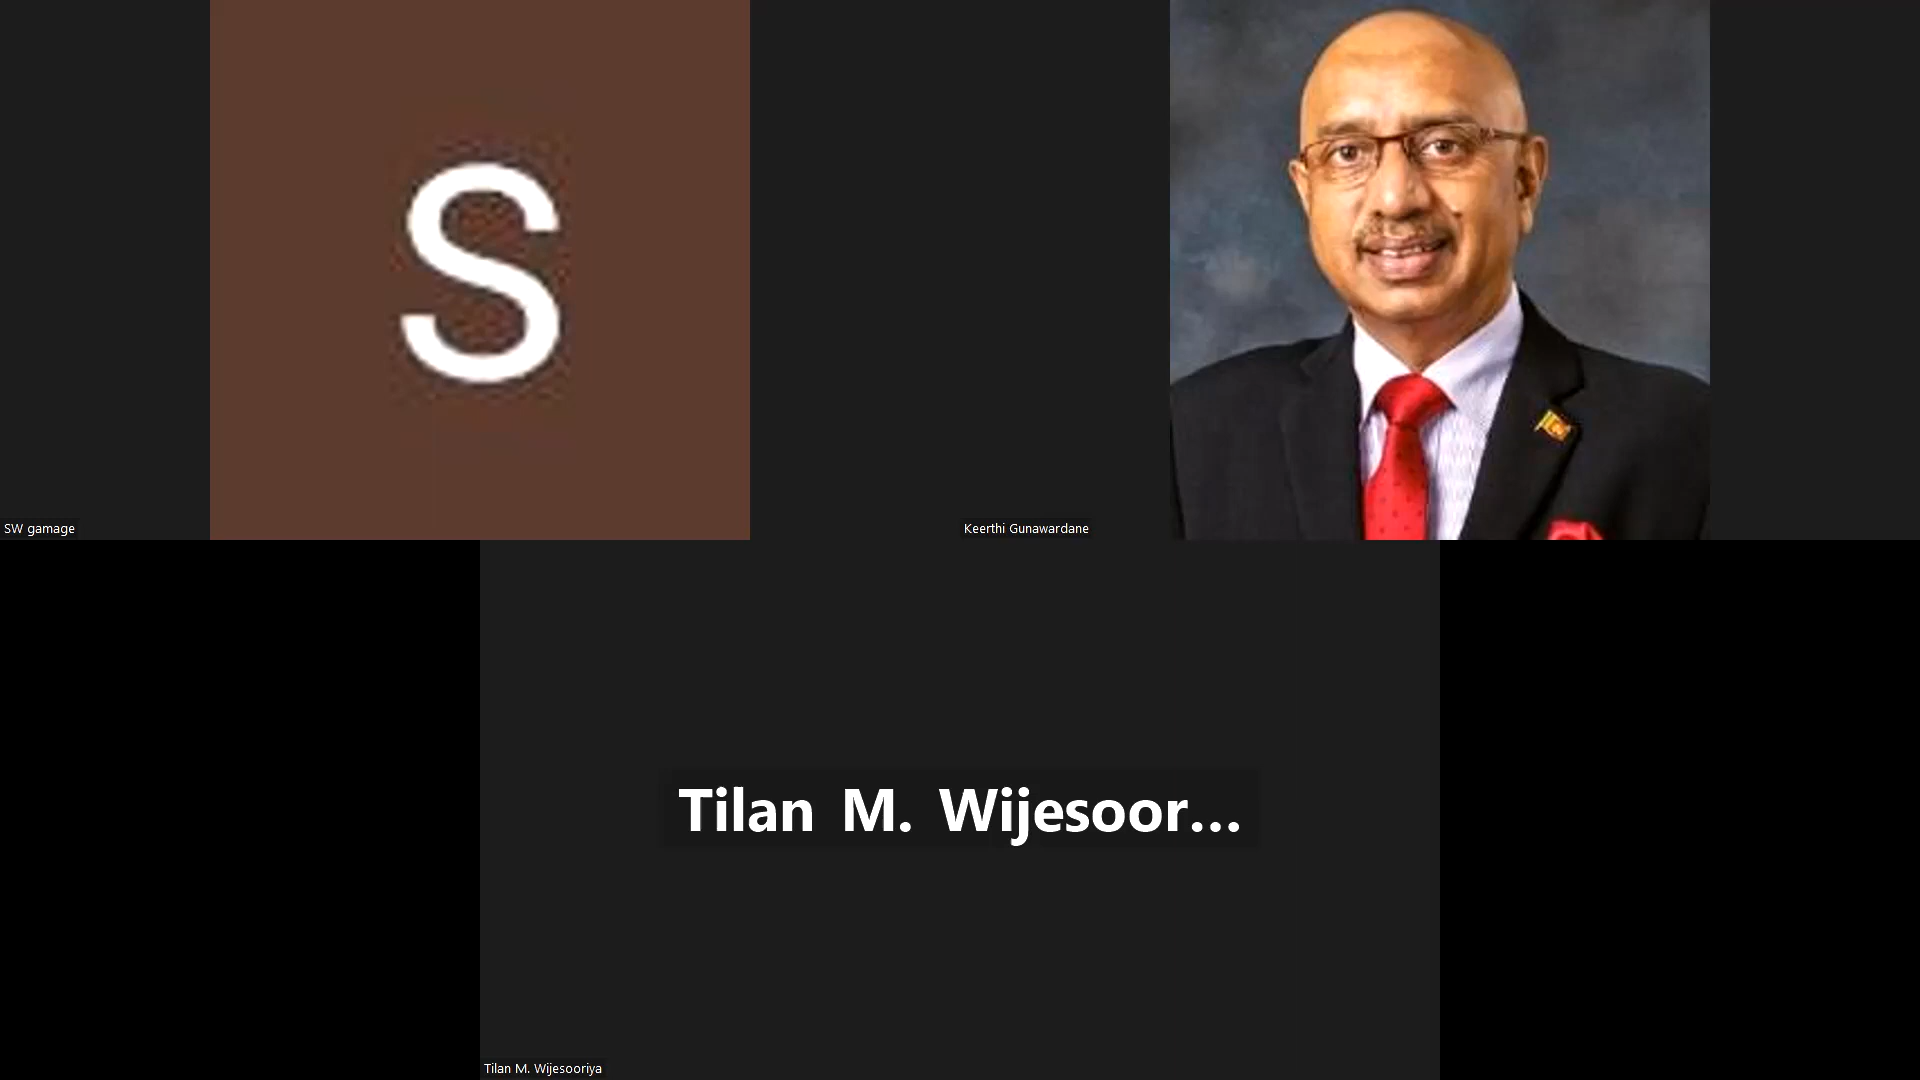 S
SW gamage
Keerthi Gunawardane
Tilan M. Wijesoor...
Tilan M. Wijesooriya